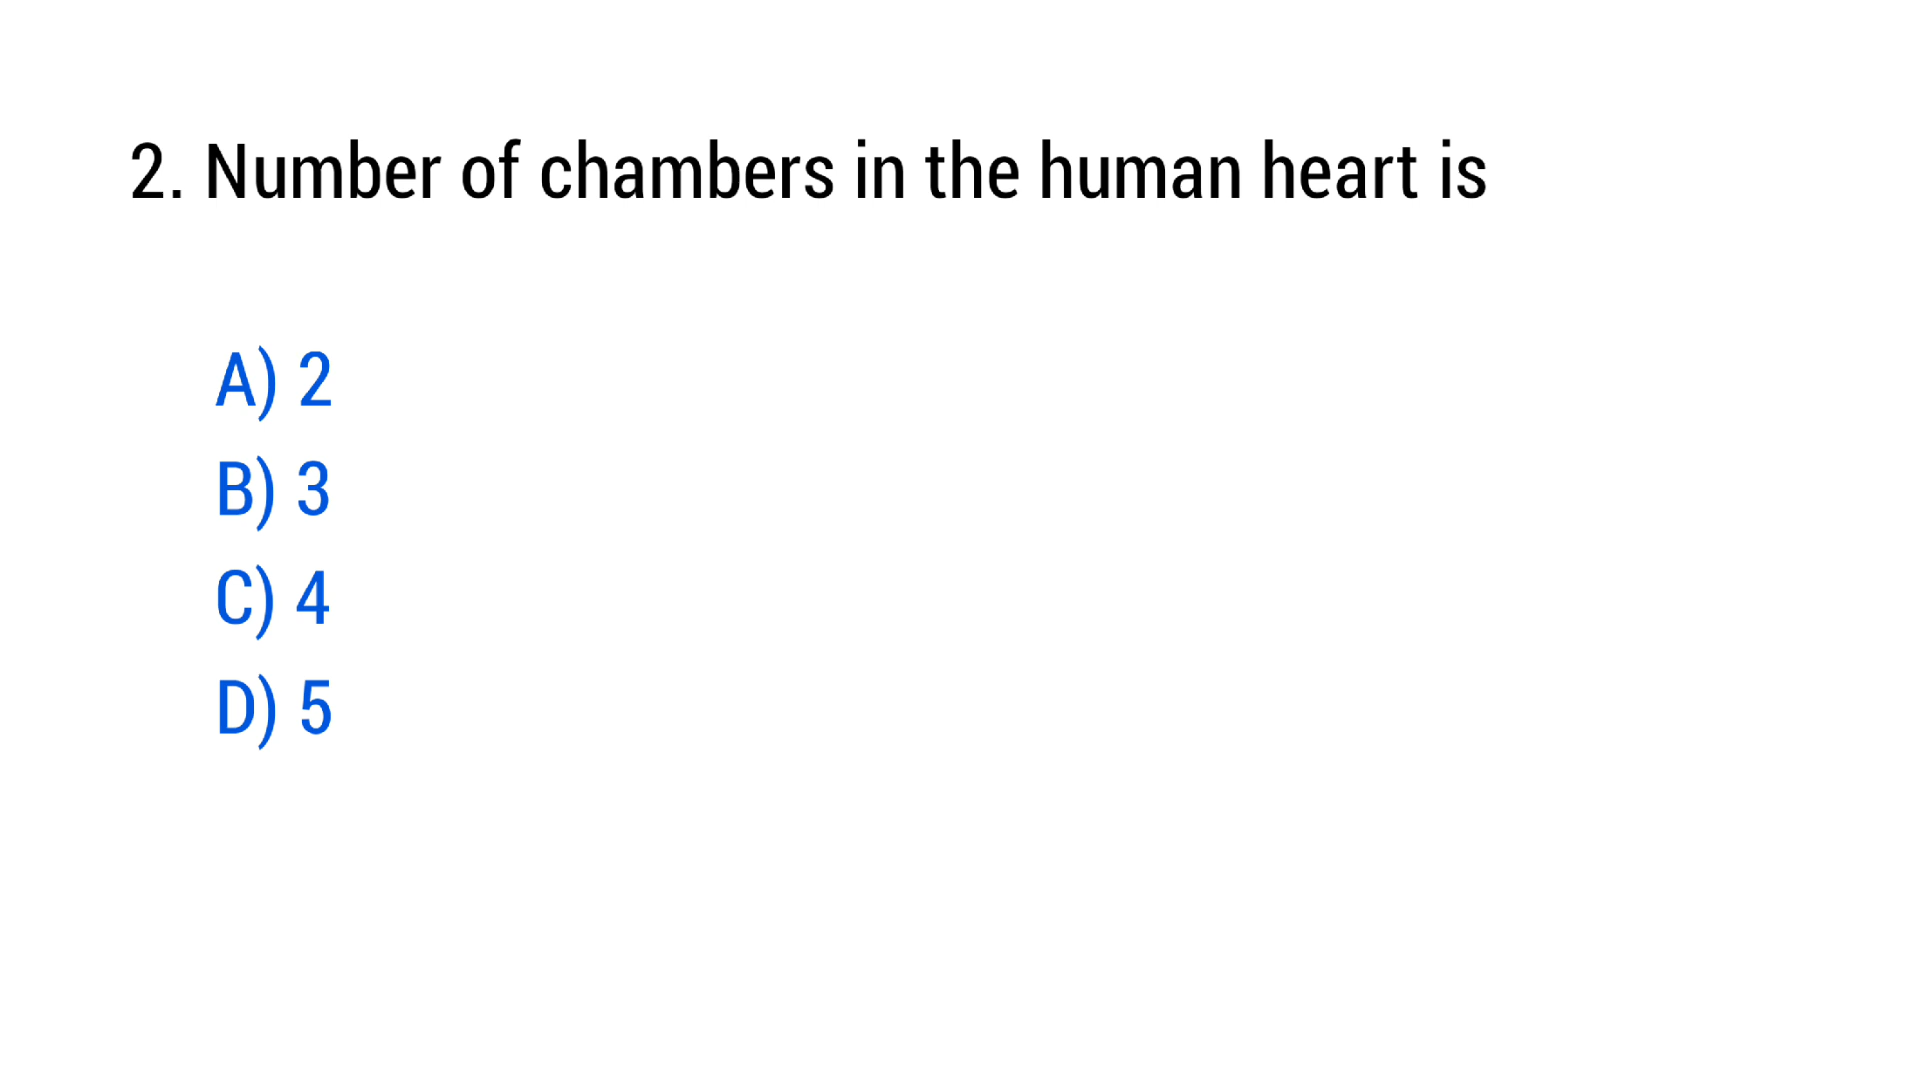 2. Number of chambers in the human heart is
A) 2
B) 3
C) 4
D) 5